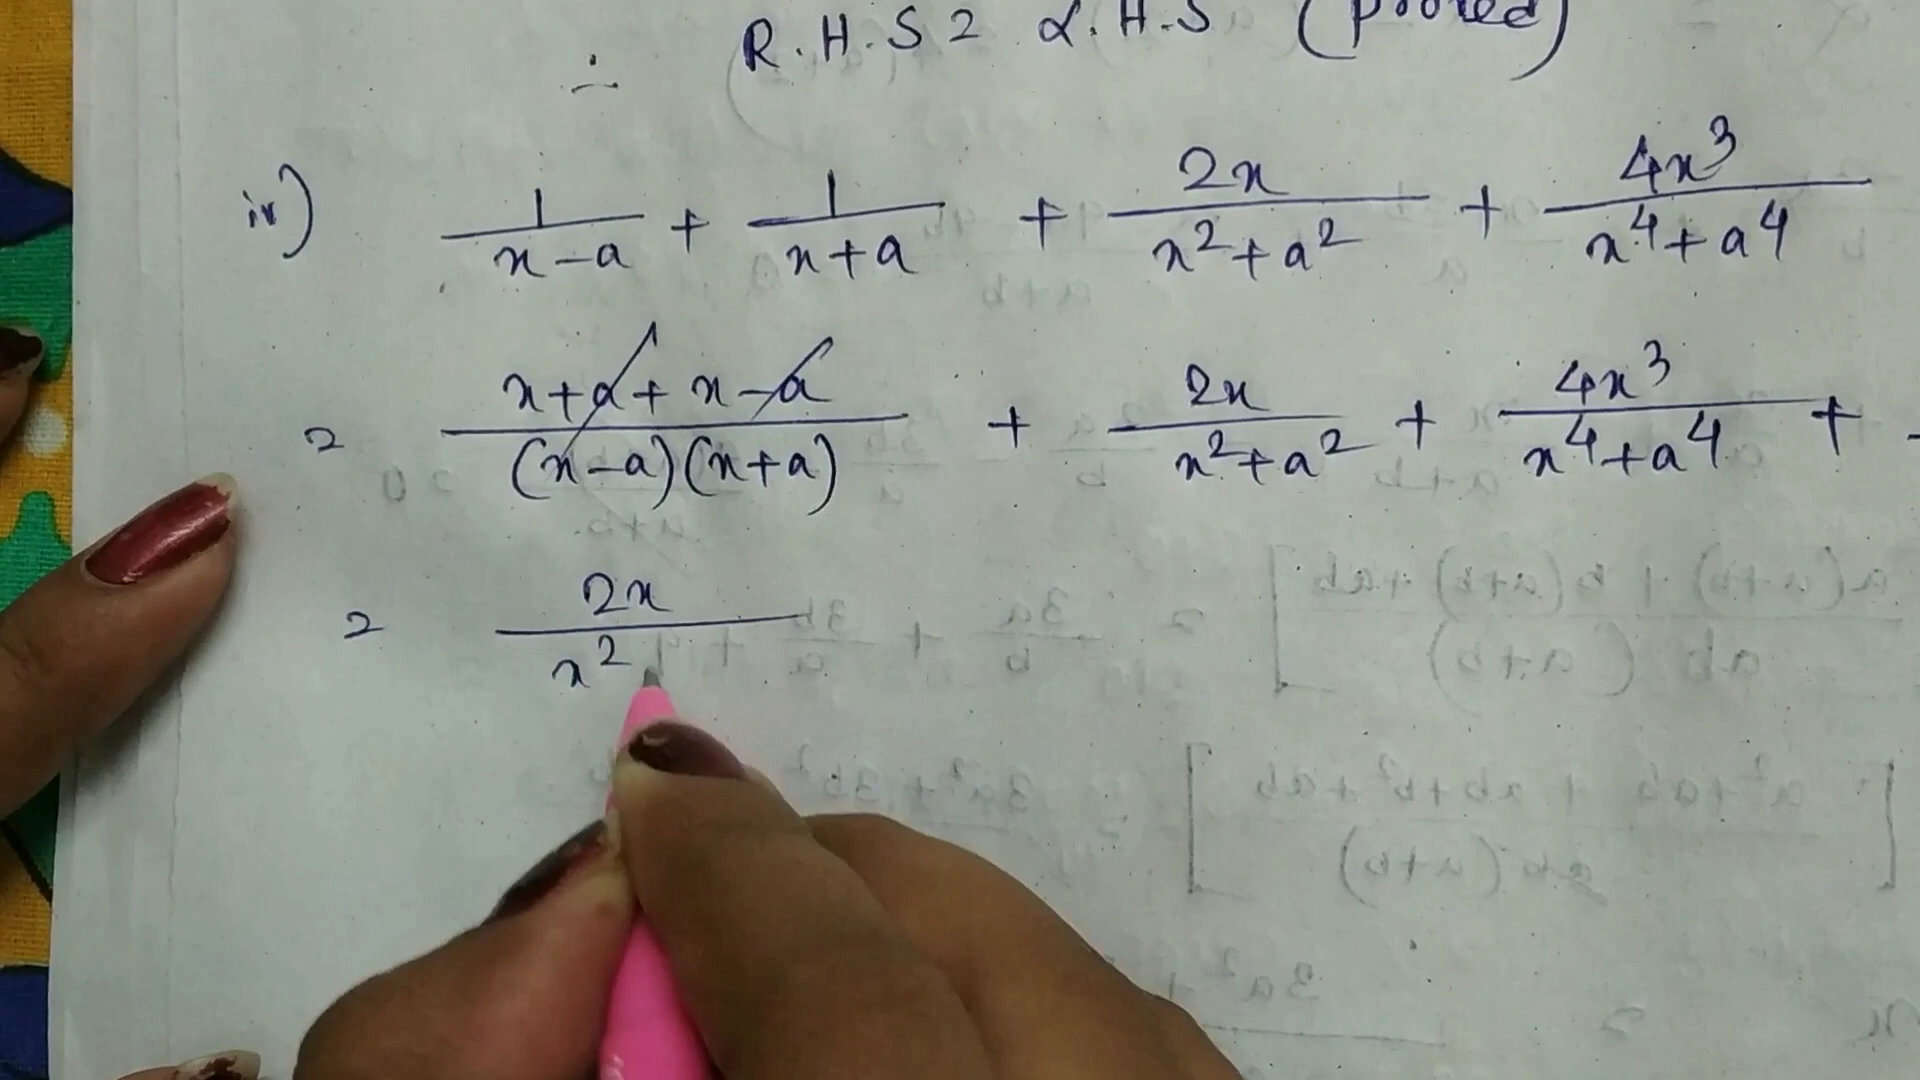 ∴ R.H.S = L.H.S (proved)
iv) 1/(x-a) + 1/(x+a) + 2x/(x²+a²) + 4x³/(x⁴+a⁴)
= (x+a+x-a)/((x-a)(x+a)) + 2x/(x²+a²) + 4x³/(x⁴+a⁴) +
= 2x/x²